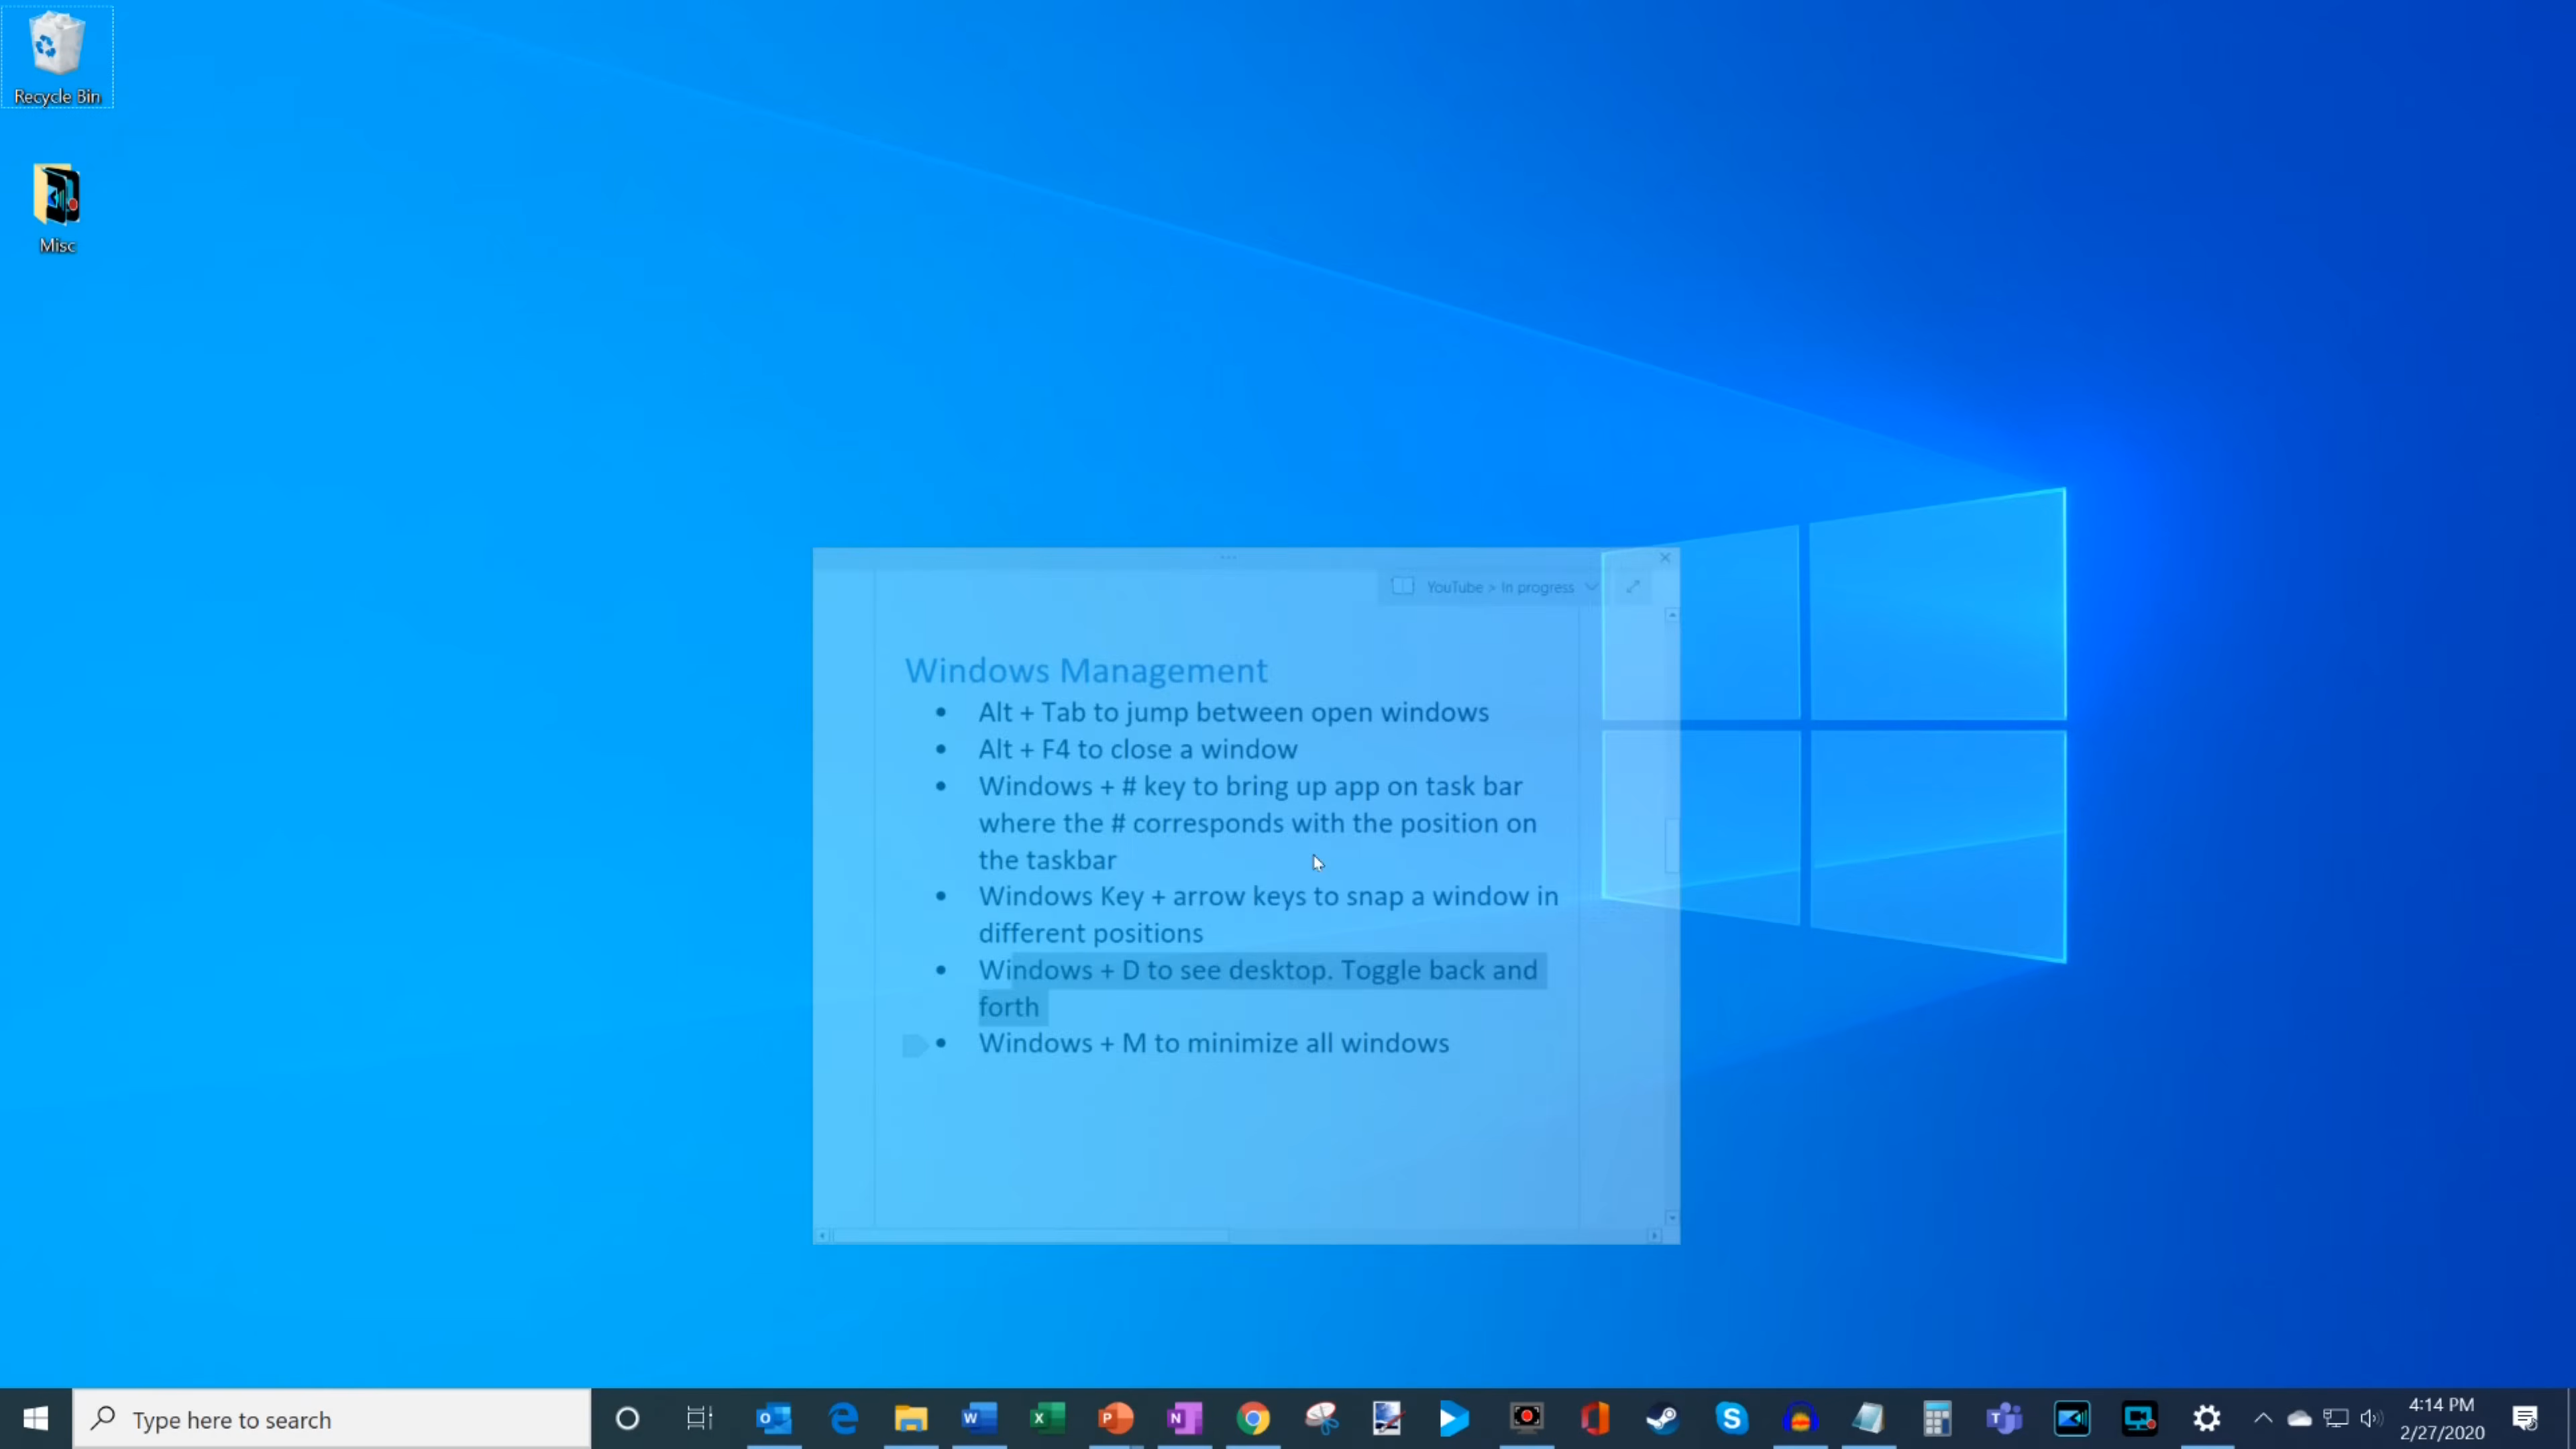 Recycle Bin
Misc
YouTube > In progress
Windows Management
• Alt + Tab to jump between open windows
• Alt + F4 to close a window
• Windows + # key to bring up app on task bar
where the # corresponds with the position on
the taskbar
• Windows Key + arrow keys to snap a window in
different positions
• Windows + D to see desktop. Toggle back and
forth
• Windows + M to minimize all windows
Type here to search
4:14 PM
2/27/2020